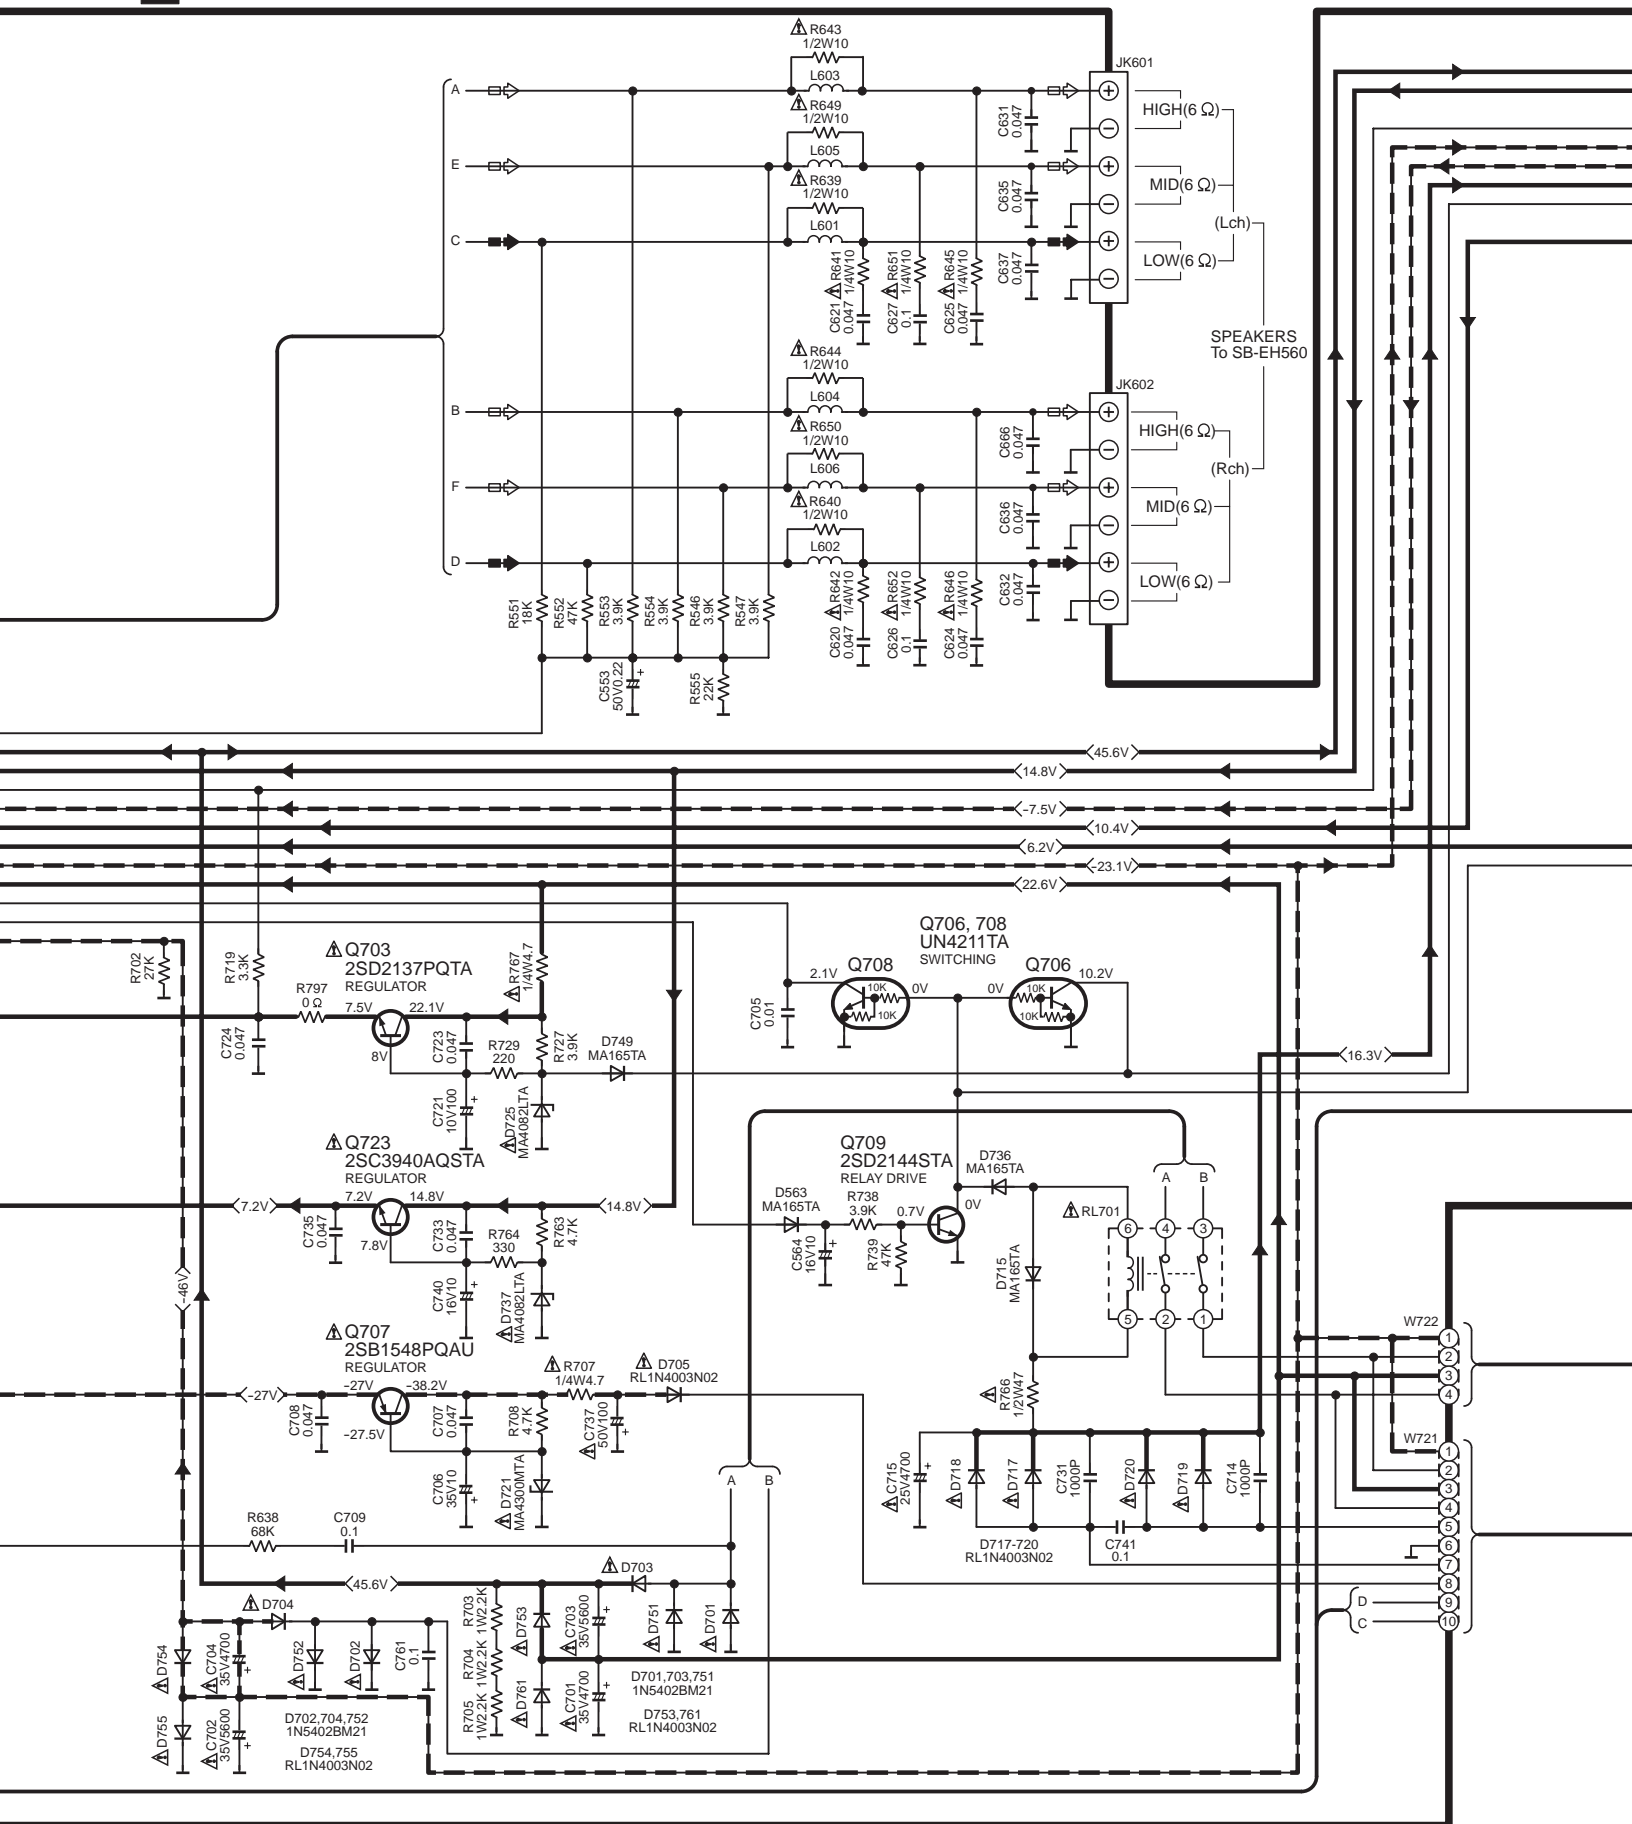 R643
1/2W10
L603
R649
1/2W10
L605
R639
1/2W10
L601
A
E
C
JK601
HIGH(6 Ω)
MID(6 Ω)
(Lch)
LOW(6 Ω)
C631
0.047
C635
0.047
C637
0.047
R641
1/4W10
R651
1/4W10
R645
1/4W10
C621
0.047
C627
0.1
C625
0.047
SPEAKERS
To SB-EH560
R644
1/2W10
L604
R650
1/2W10
L606
R640
1/2W10
L602
B
F
D
JK602
HIGH(6 Ω)
(Rch)
MID(6 Ω)
LOW(6 Ω)
C666
0.047
C636
0.047
C632
0.047
R551
18K
R552
47K
R553
3.9K
R554
3.9K
R546
3.9K
R547
3.9K
R642
1/4W10
R652
1/4W10
R646
1/4W10
C620
0.047
C626
0.1
C624
0.047
C553
50V0.22
R555
22K
45.6V
14.8V
-7.5V
10.4V
6.2V
-23.1V
22.6V
R702
27K
R719
3.3K
Q703
2SD2137PQTA
REGULATOR
R797
0 Ω
7.5V
22.1V
8V
R767
1/4W4.7
C724
0.047
C723
0.047
R729
220
R727
3.9K
D749
MA165TA
C721
10V100
D725
MA4082LTA
Q706, 708
UN4211TA
SWITCHING
Q708
Q706
2.1V
0V
0V
10.2V
10K
10K
10K
10K
C705
0.01
16.3V
Q723
2SC3940AQSTA
REGULATOR
7.2V
7.2V
14.8V
14.8V
7.8V
C735
0.047
C733
0.047
R764
330
R763
4.7K
C740
16V10
D737
MA4082LTA
Q709
2SD2144STA
RELAY DRIVE
D736
MA165TA
D563
MA165TA
R738
3.9K
0.7V
0V
C564
16V10
R739
47K
D715
MA165TA
RL701
A
B
6
4
3
5
2
1
-46V
Q707
2SB1548PQAU
REGULATOR
-27V
-27V
-38.2V
-27.5V
C708
0.047
C707
0.047
R708
4.7K
R707
1/4W4.7
D705
RL1N4003N02
C737
50V100
C706
35V10
D721
MA4300MTA
R766
1/2W47
W722
1
2
3
4
W721
1
2
3
4
5
6
7
8
9
10
D
C
C715
25V4700
D718
D717
C731
1000P
D720
D719
C714
1000P
D717-720
RL1N4003N02
C741
0.1
A
B
R638
68K
C709
0.1
45.6V
D703
D704
R703
1W2.2K
R704
1W2.2K
R705
1W2.2K
D753
C703
35V5600
D751
D701
D754
C704
35V4700
D752
D702
C761
0.1
D761
C701
35V4700
D701,703,751
1N5402BM21
D753,761
RL1N4003N02
D755
C702
35V5600
D702,704,752
1N5402BM21
D754,755
RL1N4003N02